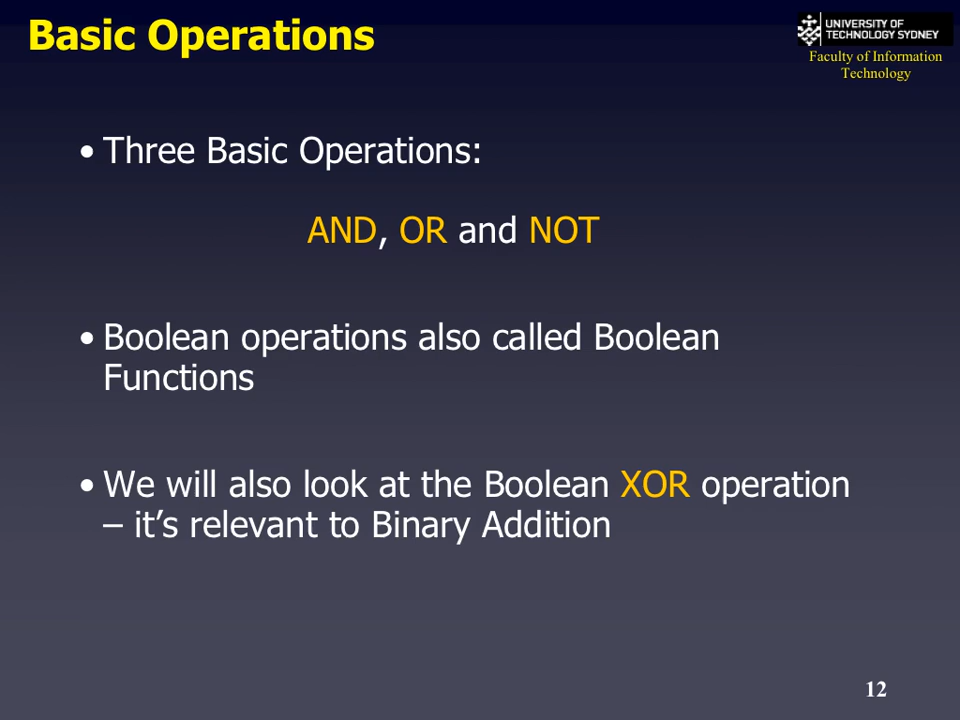 Basic Operations
UNIVERSITY OF
TECHNOLOGY SYDNEY
Faculty of Information
Technology
• Three Basic Operations:
AND, OR and NOT
• Boolean operations also called Boolean
Functions
• We will also look at the Boolean XOR operation
– it’s relevant to Binary Addition
12